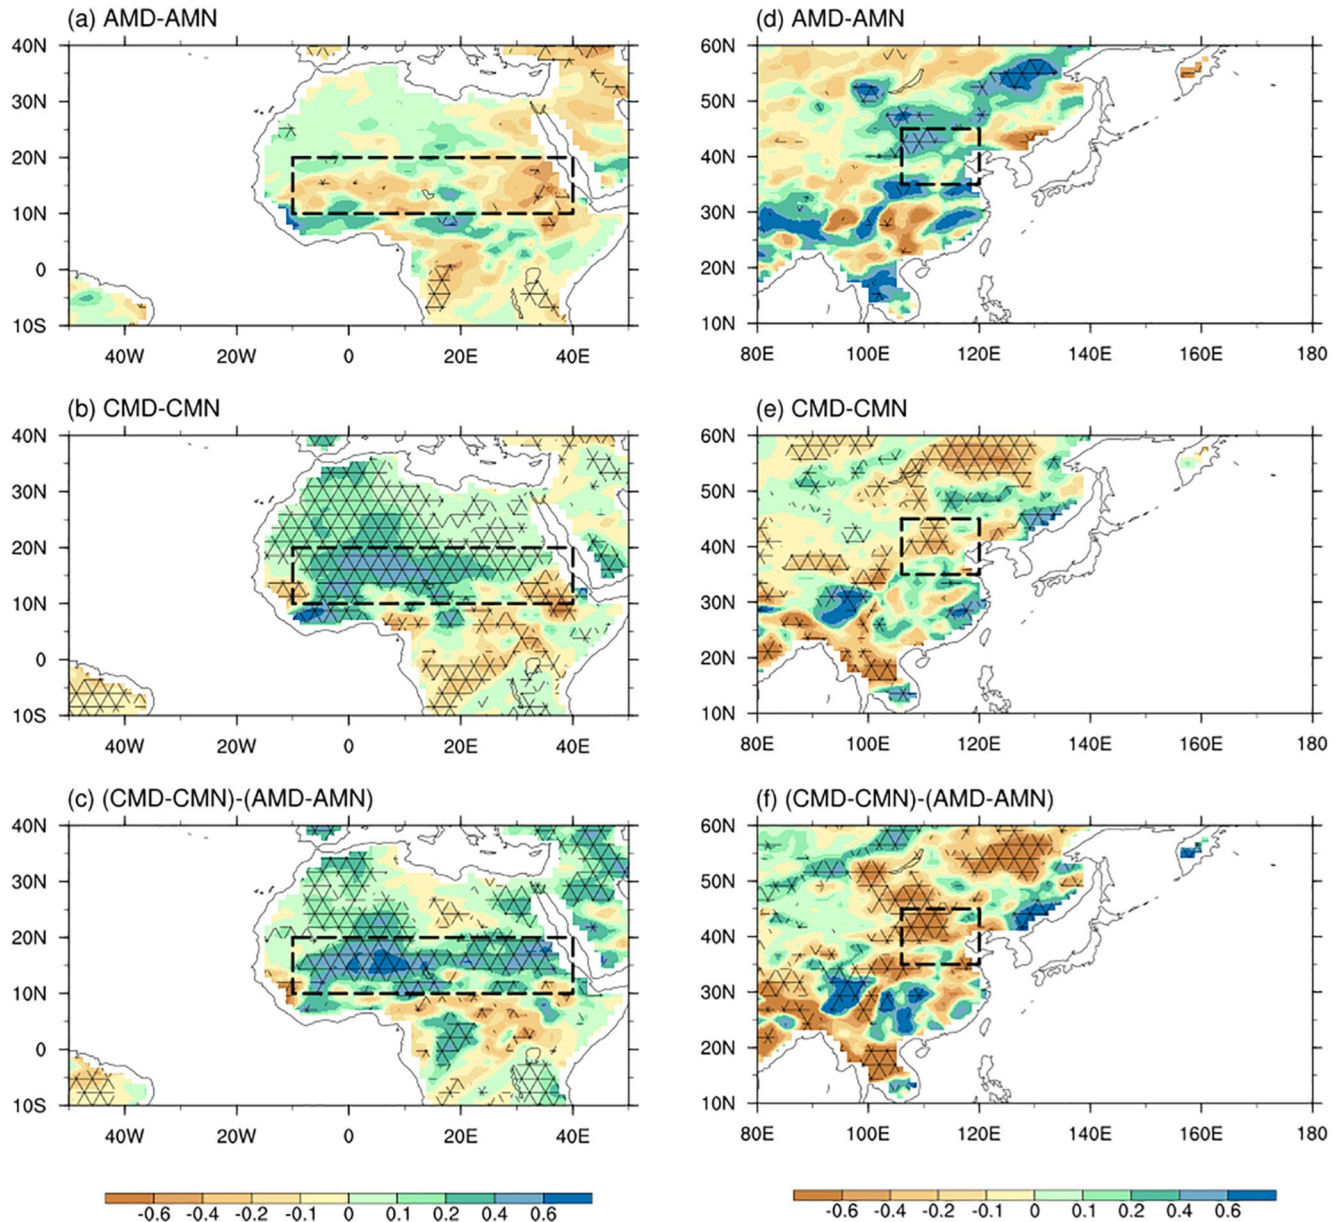 (a) AMD-AMN
40N
30N
20N
10N
0
10S
40W 20W 0 20E 40E
(b) CMD-CMN
40N
30N
20N
10N
0
10S
40W 20W 0 20E 40E
(c) (CMD-CMN)-(AMD-AMN)
40N
30N
20N
10N
0
10S
40W 20W 0 20E 40E
-0.6 -0.4 -0.2 -0.1 0 0.1 0.2 0.4 0.6
(d) AMD-AMN
60N
50N
40N
30N
20N
10N
80E 100E 120E 140E 160E 180
(e) CMD-CMN
60N
50N
40N
30N
20N
10N
80E 100E 120E 140E 160E 180
(f) (CMD-CMN)-(AMD-AMN)
60N
50N
40N
30N
20N
10N
80E 100E 120E 140E 160E 180
-0.6 -0.4 -0.2 -0.1 0 0.1 0.2 0.4 0.6